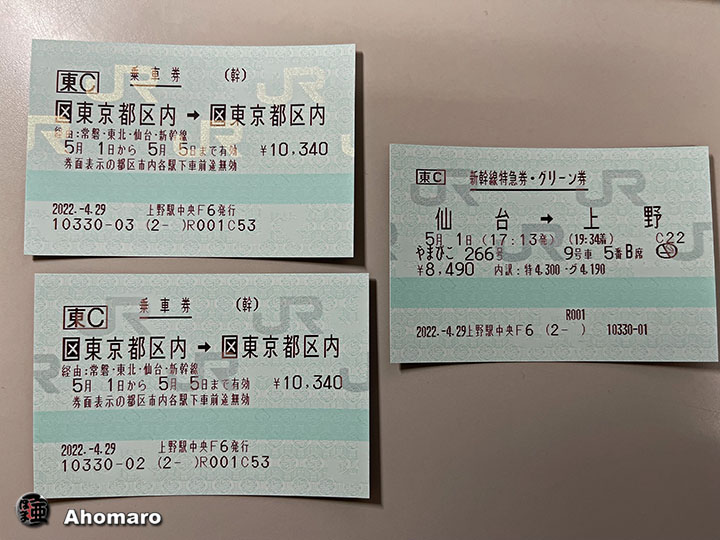 東C 乗車券 (幹)
区東京都区内 → 区東京都区内
経由:常磐・東北・仙台・新幹線
5月 1日から 5月 5日まで有効 ¥10,340
券面表示の都区市内各駅下車前途無効
2022.-4.29 上野駅中央F6発行
10330-03 (2- )R001C53
東C 乗車券 (幹)
区東京都区内 → 区東京都区内
経由:常磐・東北・仙台・新幹線
5月 1日から 5月 5日まで有効 ¥10,340
券面表示の都区市内各駅下車前途無効
2022.-4.29 上野駅中央F6発行
10330-02 (2- )R001C53
東C 新幹線特急券・グリーン券
仙台 → 上野
5月 1日 (17:13発) (19:34着) C22
やまびこ 266号 9号車 5番B席
¥8,490 内訳:特4,300・グ4,190
R001
2022.-4.29上野駅中央F6 (2- ) 10330-01
Ahomaro